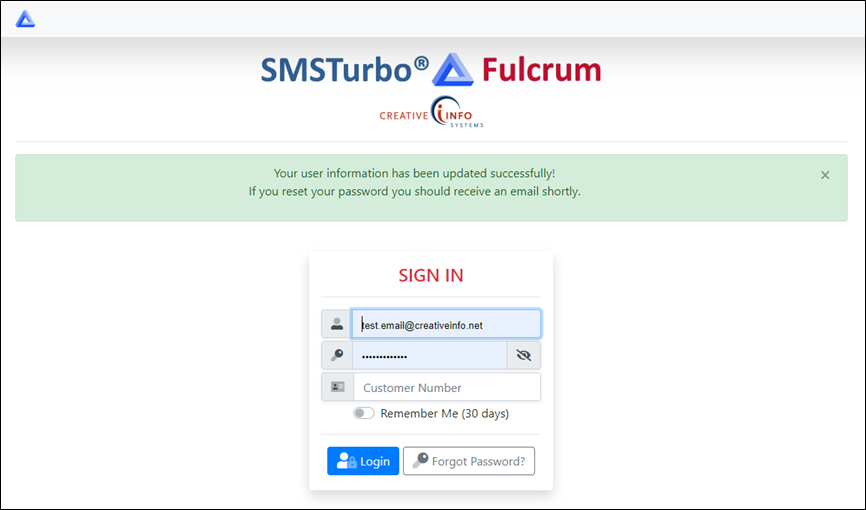 SMSTurbo® Fulcrum
CREATIVE INFO
SYSTEMS
Your user information has been updated successfully!
×
If you reset your password you should receive an email shortly.
SIGN IN
test.email@creativeinfo.net
•••••••••••••
Customer Number
Remember Me (30 days)
Login Forgot Password?